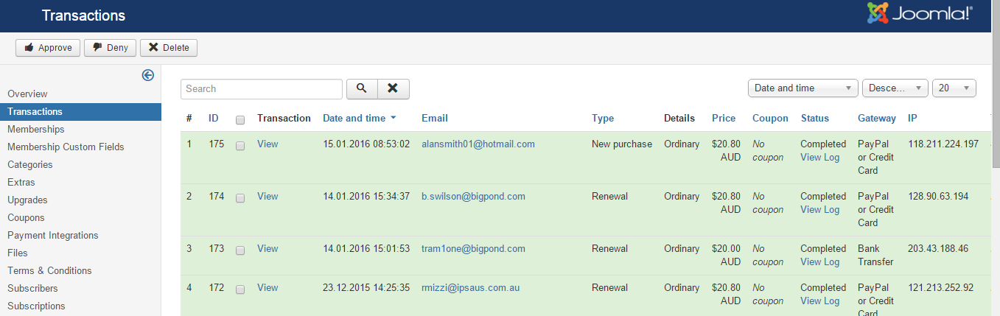 Transactions
Joomla!®
Approve
Deny
Delete
Overview
Transactions
Memberships
Membership Custom Fields
Categories
Extras
Upgrades
Coupons
Payment Integrations
Files
Terms & Conditions
Subscribers
Subscriptions
Search
Date and time
Desce...
20
# ID Transaction Date and time Email Type Details Price Coupon Status Gateway IP
1 175 View 15.01.2016 08:53:02 alansmith01@hotmail.com New purchase Ordinary $20.80 No Completed PayPal 118.211.224.197
AUD coupon View Log or Credit
Card
2 174 View 14.01.2016 15:34:37 b.swilson@bigpond.com Renewal Ordinary $20.80 No Completed PayPal 128.90.63.194
AUD coupon View Log or Credit
Card
3 173 View 14.01.2016 15:01:53 tram1one@bigpond.com Renewal Ordinary $20.00 No Completed Bank 203.43.188.46
AUD coupon View Log Transfer
4 172 View 23.12.2015 14:25:35 rmizzi@ipsaus.com.au Renewal Ordinary $20.80 No Completed PayPal 121.213.252.92
AUD coupon View Log or Credit
Card